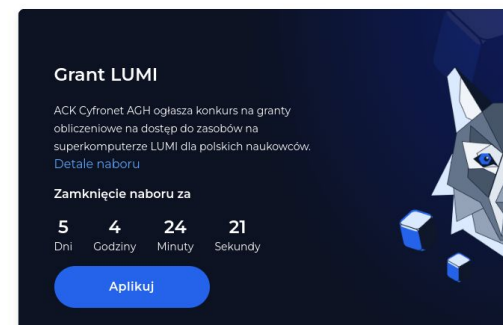 Grant LUMI
ACK Cyfronet AGH ogłasza konkurs na granty
obliczeniowe na dostęp do zasobów na
superkomputerze LUMI dla polskich naukowców.
Detale naboru
Zamknięcie naboru za
5 4 24 21
Dni Godziny Minuty Sekundy
Aplikuj